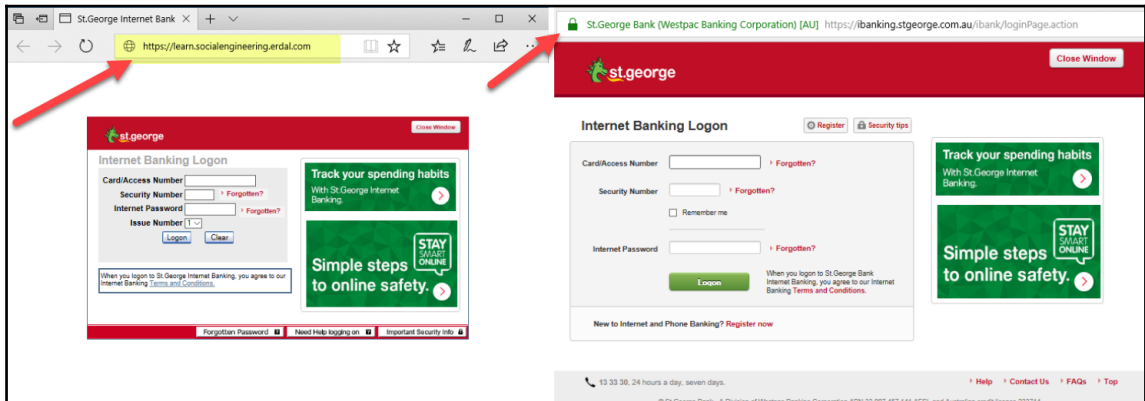 St.George Internet Bank
https://learn.socialengineering.erdal.com
st.george
Close Window
Internet Banking Logon
Card/Access Number
Security Number
Forgotten?
Internet Password
Forgotten?
Issue Number 1
Logon Clear
When you logon to St.George Internet Banking, you agree to our
Internet Banking Terms and Conditions.
Track your spending habits
With St.George Internet
Banking.
STAY
SMART
ONLINE
Simple steps
to online safety.
Forgotten Password Need Help logging on Important Security Info
St.George Bank (Westpac Banking Corporation) [AU] https://ibanking.stgeorge.com.au/ibank/loginPage.action
st.george
Close Window
Internet Banking Logon
Register Security tips
Card/Access Number
Forgotten?
Security Number
Forgotten?
Remember me
Internet Password
Forgotten?
Logon
When you logon to St.George Bank
Internet Banking, you agree to our Internet
Banking Terms and Conditions.
New to Internet and Phone Banking? Register now
Track your spending habits
With St.George Internet
Banking.
STAY
SMART
ONLINE
Simple steps
to online safety.
13 33 30, 24 hours a day, seven days.
Help Contact Us FAQs Top